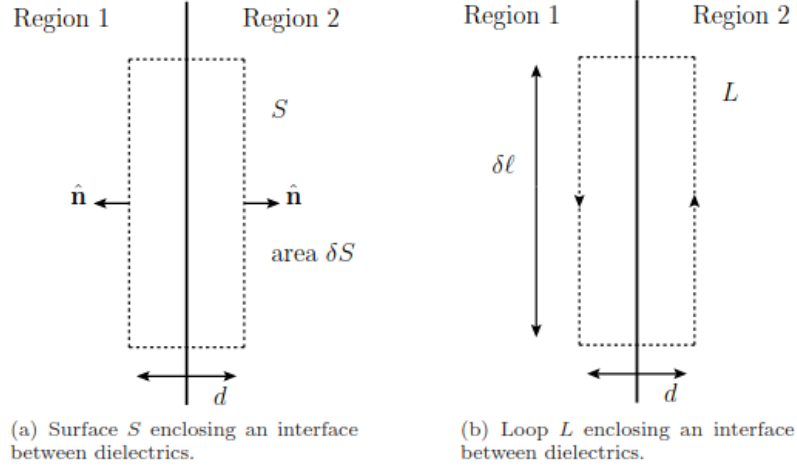 Region 1
Region 2
S
n̂
n̂
area δS
d
(a) Surface S enclosing an interface
between dielectrics.
Region 1
Region 2
L
δℓ
d
(b) Loop L enclosing an interface
between dielectrics.